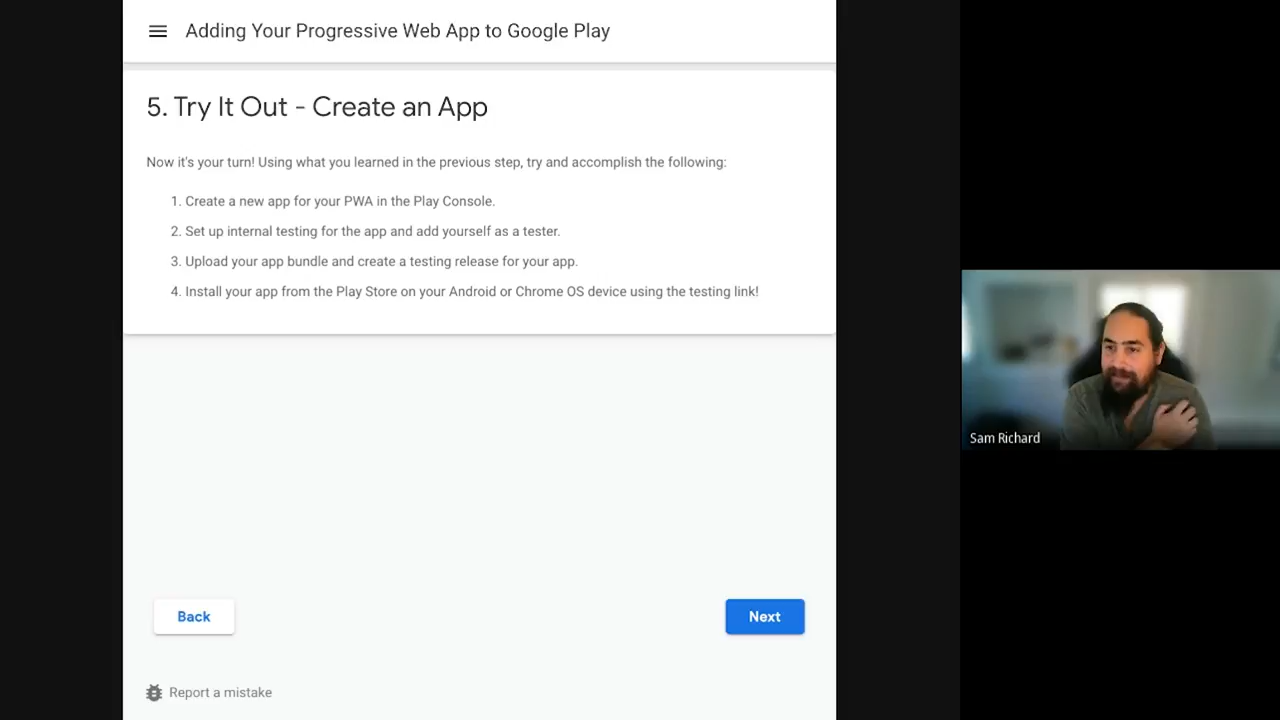 Adding Your Progressive Web App to Google Play
5. Try It Out - Create an App
Now it's your turn! Using what you learned in the previous step, try and accomplish the following:
1. Create a new app for your PWA in the Play Console.
2. Set up internal testing for the app and add yourself as a tester.
3. Upload your app bundle and create a testing release for your app.
4. Install your app from the Play Store on your Android or Chrome OS device using the testing link!
Sam Richard
Back
Next
Report a mistake